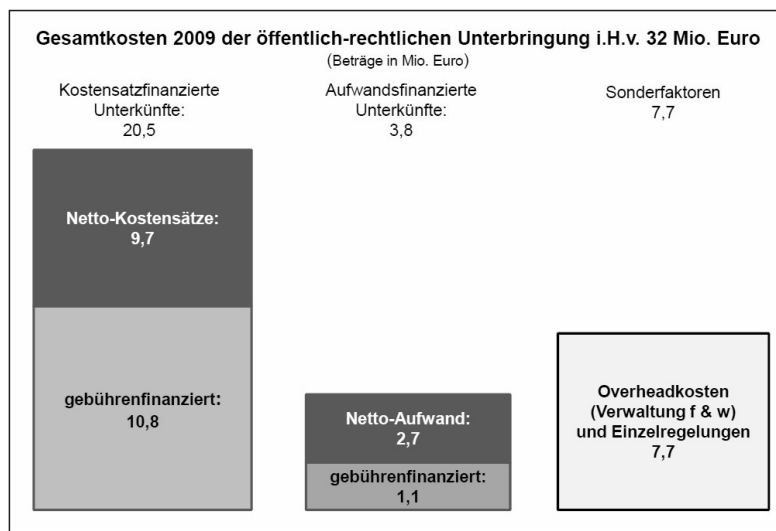 Gesamtkosten 2009 der öffentlich-rechtlichen Unterbringung i.H.v. 32 Mio. Euro
(Beträge in Mio. Euro)
Kostensatzfinanzierte
Unterkünfte:
20,5
Aufwandsfinanzierte
Unterkünfte:
3,8
Sonderfaktoren
7,7
Netto-Kostensätze:
9,7
gebührenfinanziert:
10,8
Netto-Aufwand:
2,7
gebührenfinanziert:
1,1
Overheadkosten
(Verwaltung f & w)
und Einzelregelungen
7,7